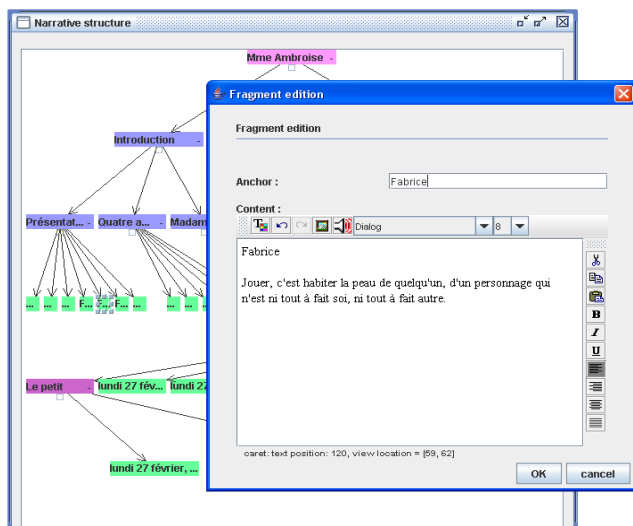 Narrative structure
Mme Ambroise -
Fragment edition
Fragment edition
Introduction -
Anchor :
Fabrice
Content :
Dialog
8
Présentat... -
Quatre a... -
Madam
Fabrice
Jouer, c'est habiter la peau de quelqu'un, d'un personnage qui
n'est ni tout à fait soi, ni tout à fait autre.
B
I
U
... ... ... F... F... F... ... ... ...
Le petit -
lundi 27 fév...
lundi 27
caret: text position: 120, view location = [59, 62]
lundi 27 février, ...
OK
cancel